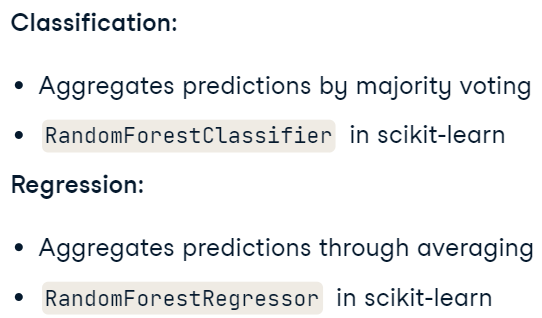 Classification:
• Aggregates predictions by majority voting
• RandomForestClassifier in scikit-learn
Regression:
• Aggregates predictions through averaging
• RandomForestRegressor in scikit-learn